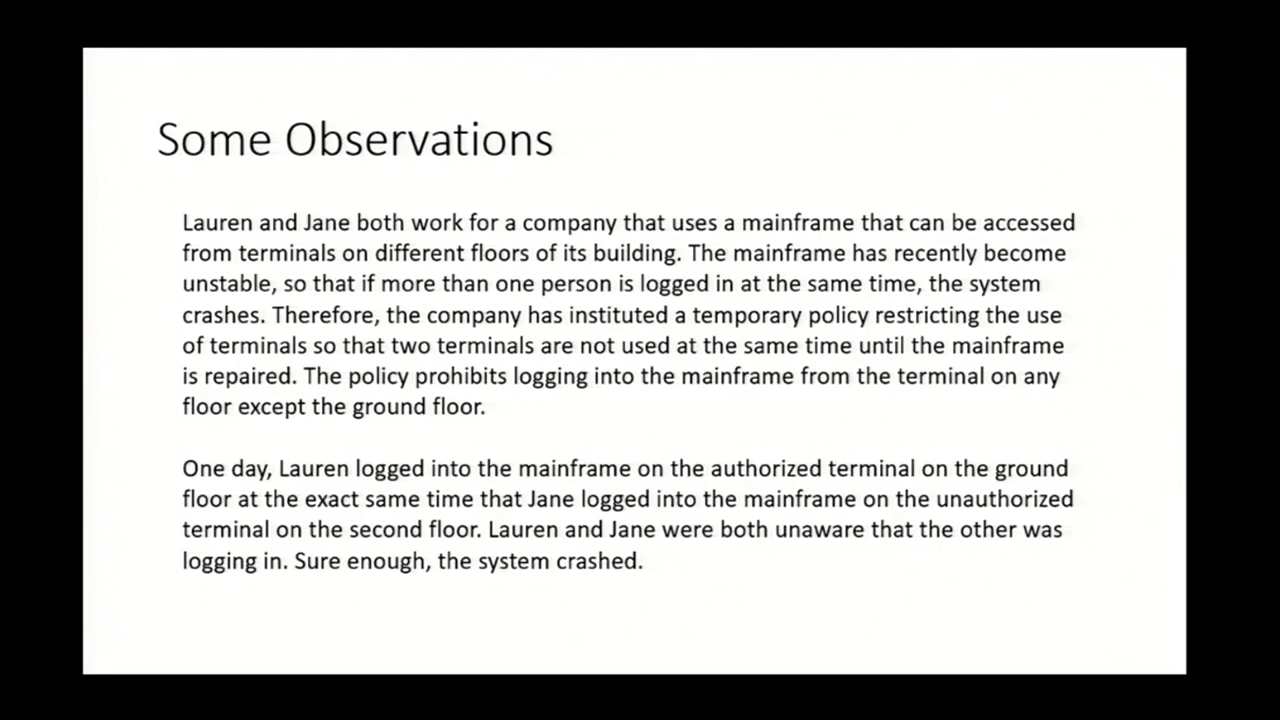 Some Observations
Lauren and Jane both work for a company that uses a mainframe that can be accessed
from terminals on different floors of its building. The mainframe has recently become
unstable, so that if more than one person is logged in at the same time, the system
crashes. Therefore, the company has instituted a temporary policy restricting the use
of terminals so that two terminals are not used at the same time until the mainframe
is repaired. The policy prohibits logging into the mainframe from the terminal on any
floor except the ground floor.
One day, Lauren logged into the mainframe on the authorized terminal on the ground
floor at the exact same time that Jane logged into the mainframe on the unauthorized
terminal on the second floor. Lauren and Jane were both unaware that the other was
logging in. Sure enough, the system crashed.